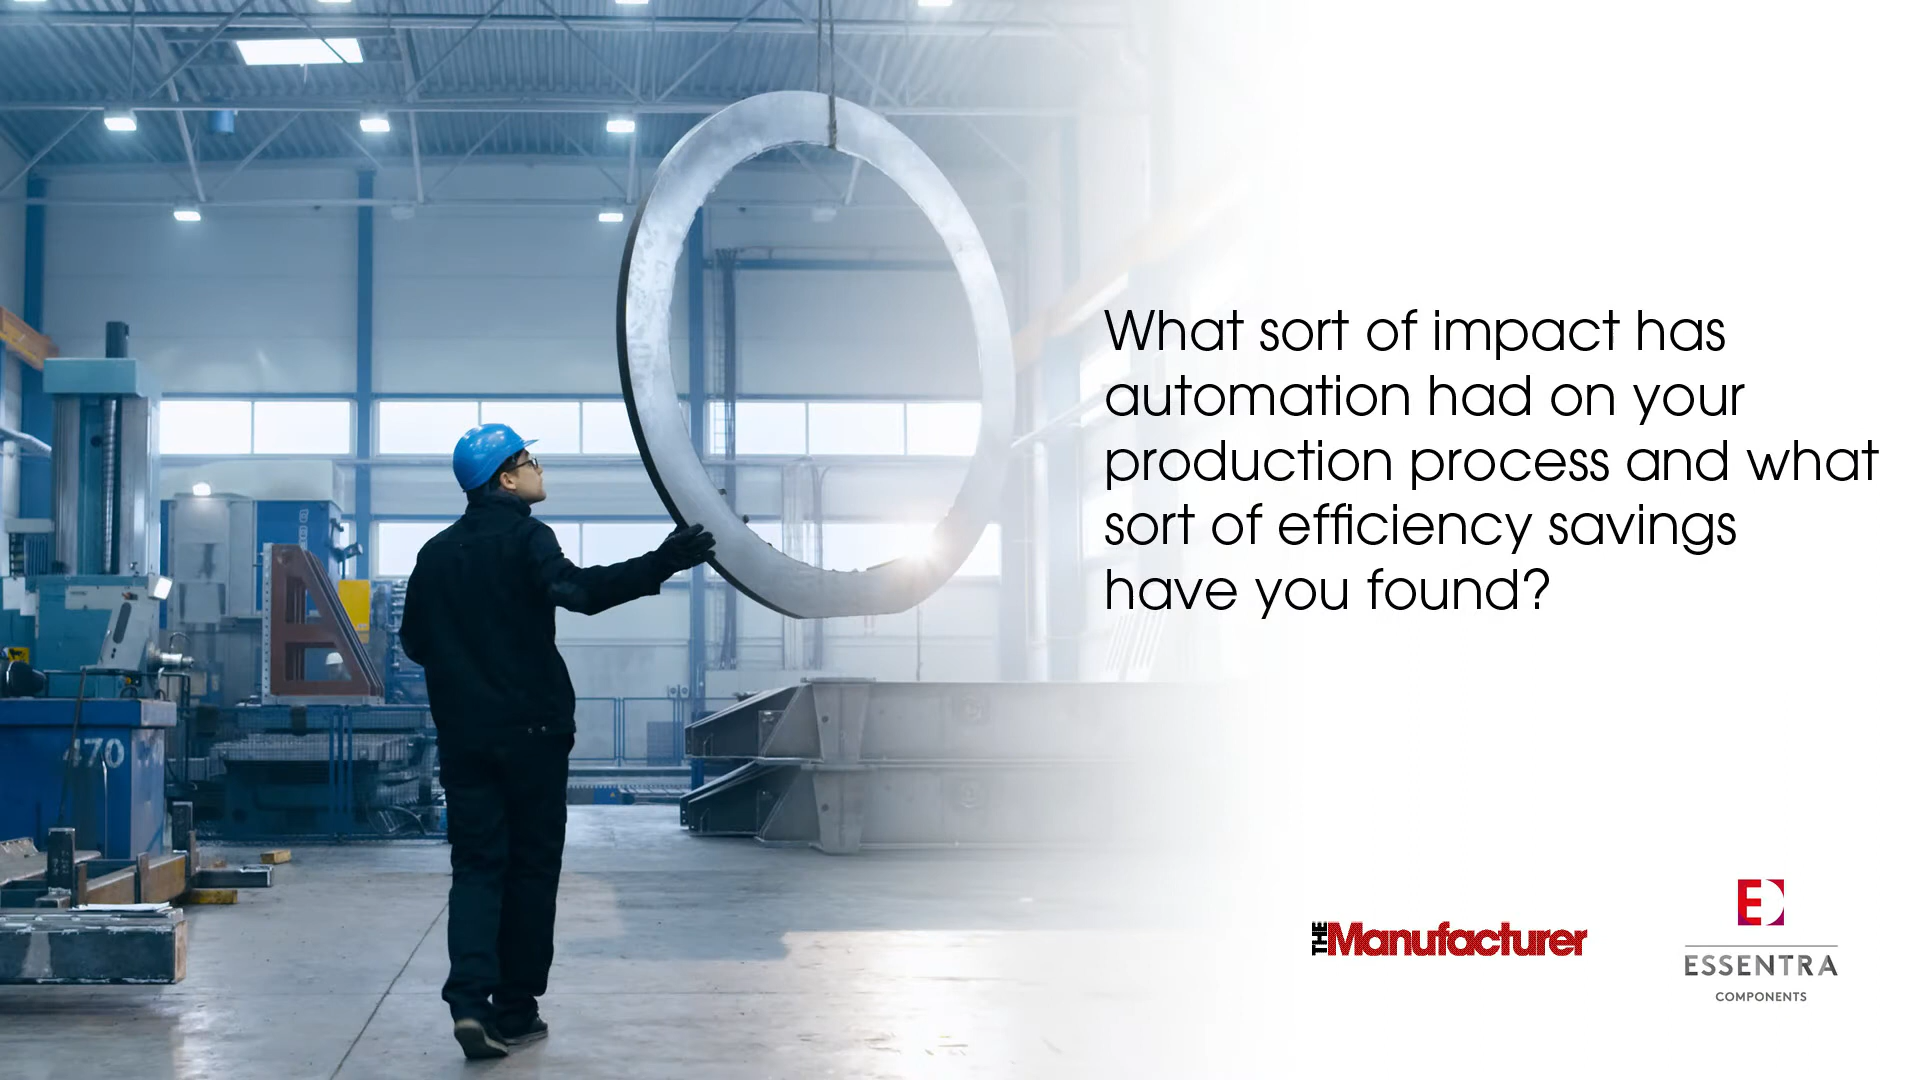 What sort of impact has
automation had on your
production process and what
sort of efficiency savings
have you found?
470
THE Manufacturer
E
ESSENTRA
COMPONENTS